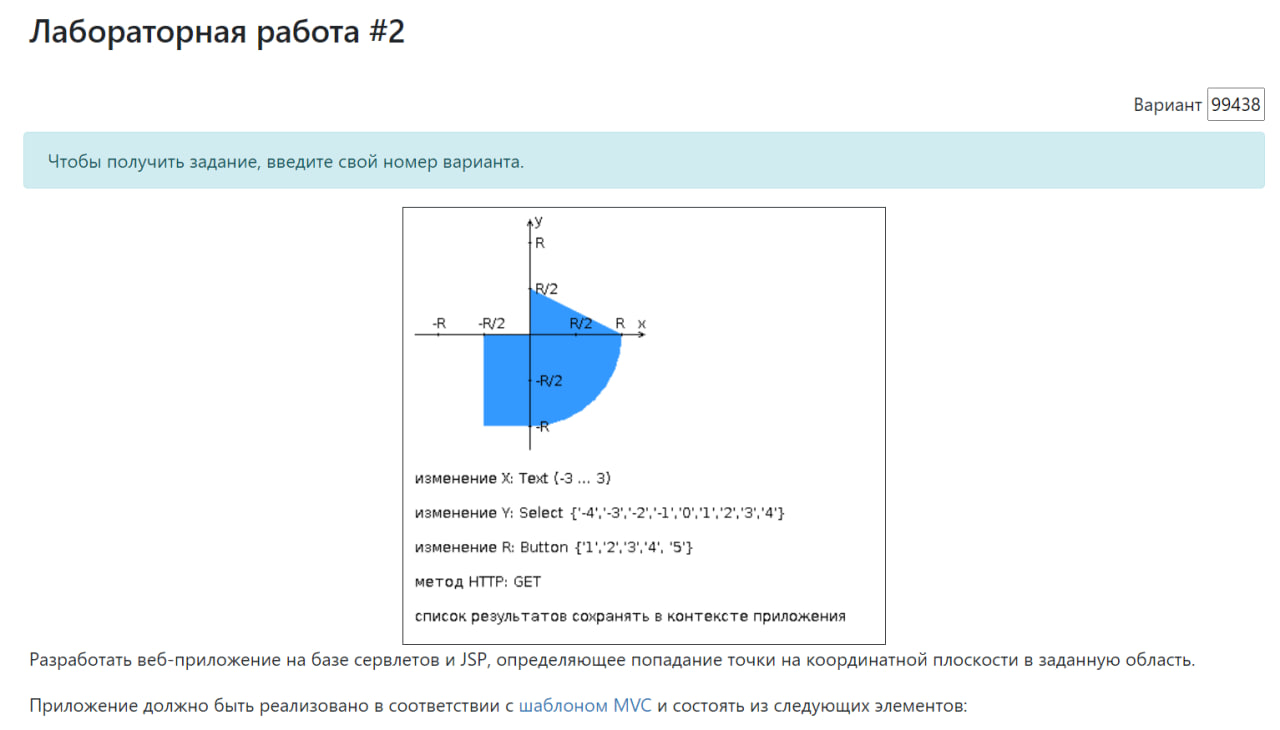 Лабораторная работа #2
Вариант 99438
Чтобы получить задание, введите свой номер варианта.
y
R
R/2
-R -R/2 R/2 R x
-R/2
-R
изменение X: Text (-3 ... 3)
изменение Y: Select {'-4','-3','-2','-1','0','1','2','3','4'}
изменение R: Button {'1','2','3','4', '5'}
метод HTTP: GET
список результатов сохранять в контексте приложения
Разработать веб-приложение на базе сервлетов и JSP, определяющее попадание точки на координатной плоскости в заданную область.
Приложение должно быть реализовано в соответствии с шаблоном MVC и состоять из следующих элементов: